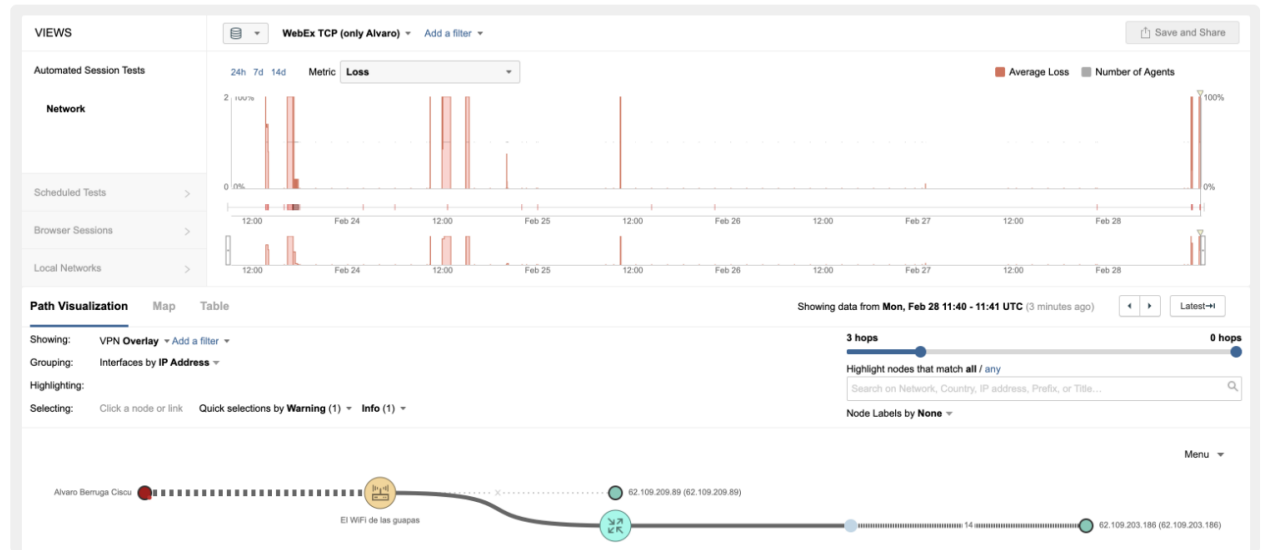 VIEWS
WebEx TCP (only Alvaro)
Add a filter
Save and Share
Automated Session Tests
24h 7d 14d
Metric
Loss
Average Loss
Number of Agents
Network
2
100%
100%
0
0%
0%
12:00 Feb 24 12:00 Feb 25 12:00 Feb 26 12:00 Feb 27 12:00 Feb 28
12:00 Feb 24 12:00 Feb 25 12:00 Feb 26 12:00 Feb 27 12:00 Feb 28
Scheduled Tests
Browser Sessions
Local Networks
Path Visualization Map Table
Showing data from Mon, Feb 28 11:40 - 11:41 UTC (3 minutes ago)
Latest
Showing: VPN Overlay Add a filter
Grouping: Interfaces by IP Address
Highlighting:
Selecting: Click a node or link Quick selections by Warning (1) Info (1)
3 hops 0 hops
Highlight nodes that match all / any
Search on Network, Country, IP address, Prefix, or Title...
Node Labels by None
Menu
Alvaro Berruga Ciscu
El WiFi de las guapas
62.109.209.89 (62.109.209.89)
14
62.109.203.186 (62.109.203.186)